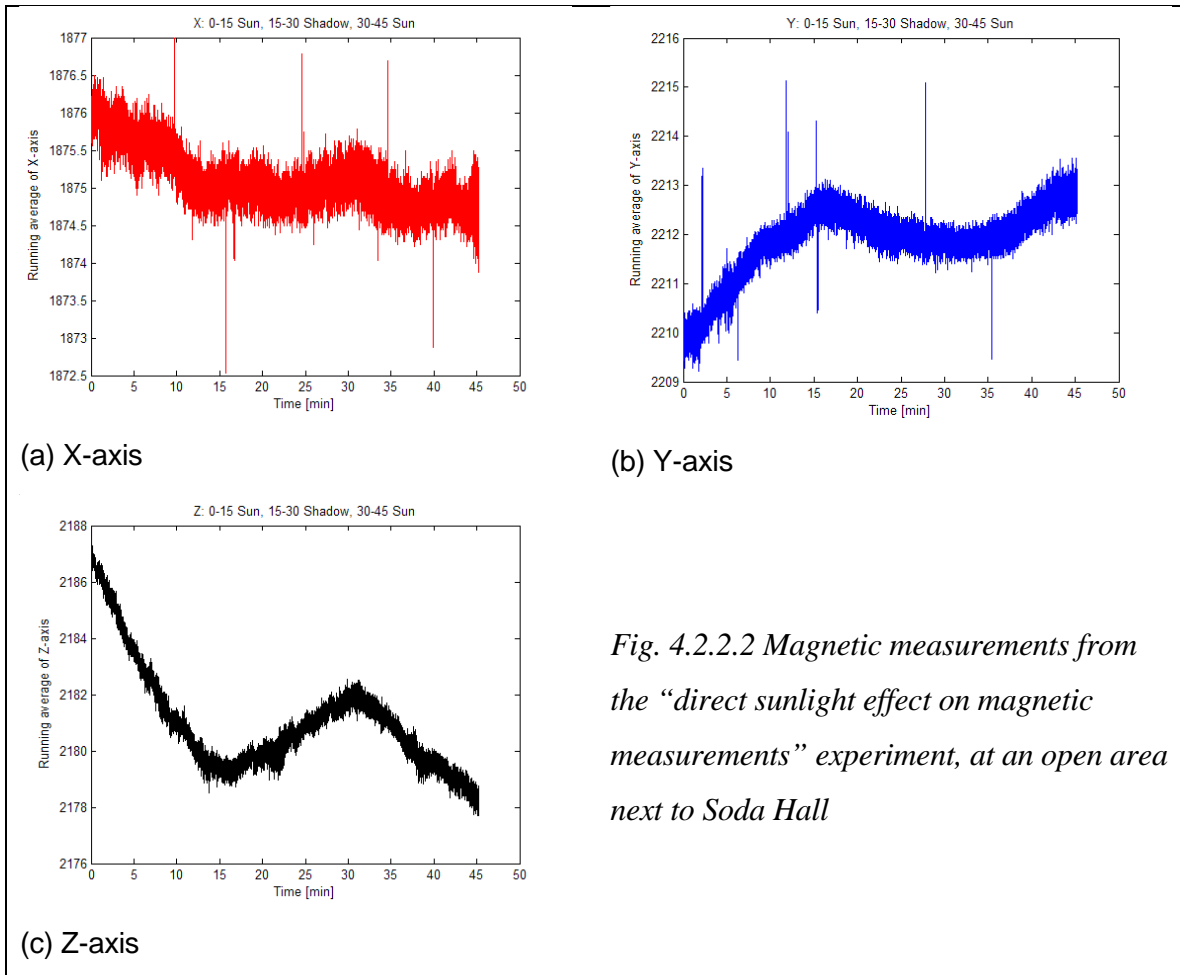 X: 0-15 Sun, 15-30 Shadow, 30-45 Sun
1877
1876.5
1876
1875.5
1875
1874.5
1874
1873.5
1873
1872.5
Running average of X-axis
0 5 10 15 20 25 30 35 40 45 50
Time [min]
(a) X-axis
Y: 0-15 Sun, 15-30 Shadow, 30-45 Sun
2216
2215
2214
2213
2212
2211
2210
2209
Running average of Y-axis
0 5 10 15 20 25 30 35 40 45 50
Time [min]
(b) Y-axis
Z: 0-15 Sun, 15-30 Shadow, 30-45 Sun
2188
2186
2184
2182
2180
2178
2176
Running average of Z-axis
0 5 10 15 20 25 30 35 40 45 50
Time [min]
(c) Z-axis
Fig. 4.2.2.2 Magnetic measurements from
the “direct sunlight effect on magnetic
measurements” experiment, at an open area
next to Soda Hall